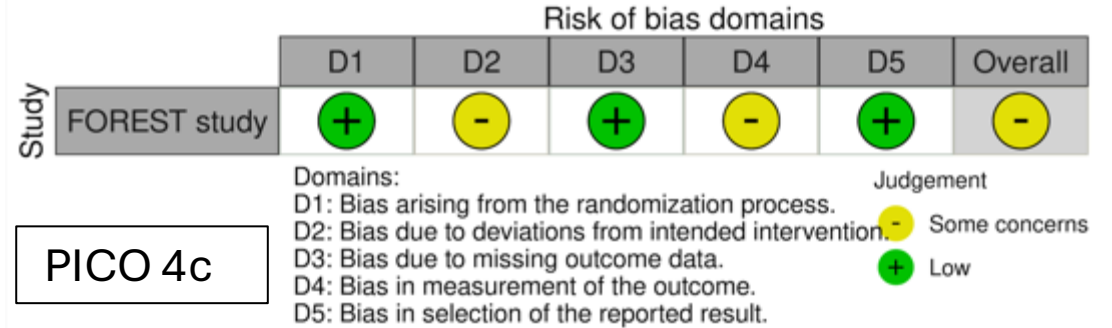 Risk of bias domains
D1 D2 D3 D4 D5 Overall
Study
FOREST study + - + - + -
Domains:
D1: Bias arising from the randomization process.
D2: Bias due to deviations from intended intervention.
D3: Bias due to missing outcome data.
D4: Bias in measurement of the outcome.
D5: Bias in selection of the reported result.
Judgement
- Some concerns
+ Low
PICO 4c